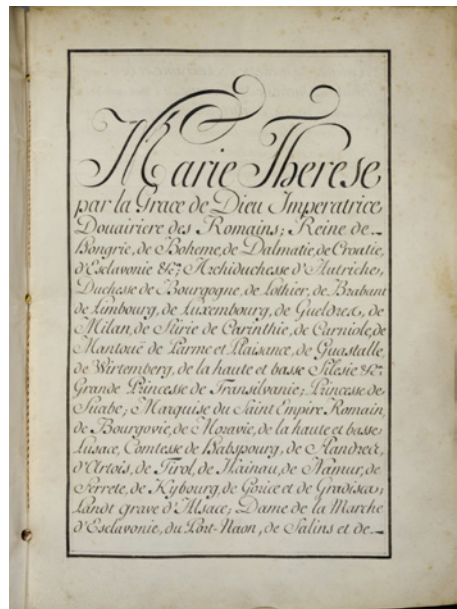 Marie Therese
par la Grace de Dieu Imperatrice
Douairiere des Romains; Reine de
Hongrie, de Boheme, de Dalmatie, de Croatie,
d'Esclavonie &c; Archiduchesse d'Autriche,
Duchesse de Bourgogne, de Lothier, de Brabant
de Limbourg, de Luxembourg, de Gueldres, de
Milan, de Stirie de Carinthie, de Carniole, de
Mantouë de Parme et Plaisance, de Guastalle,
de Wirtemberg, de la haute et basse Silesie &c
Grande Princesse de Transilvanie; Princesse de
Suabe; Marquise du Saint Empire Romain,
de Bourgovie, de Moravie, de la haute et basse
Lusace, Comtesse de Habspourg, de Flandres,
d'Artois, de Tirol, de Hainau, de Namur, de
Ferrete, de Kybourg, de Gorice et de Gradisca;
Landt grave d'Alsace; Dame de la Marche
d'Esclavonie, du Port-Naon, de Salins et de